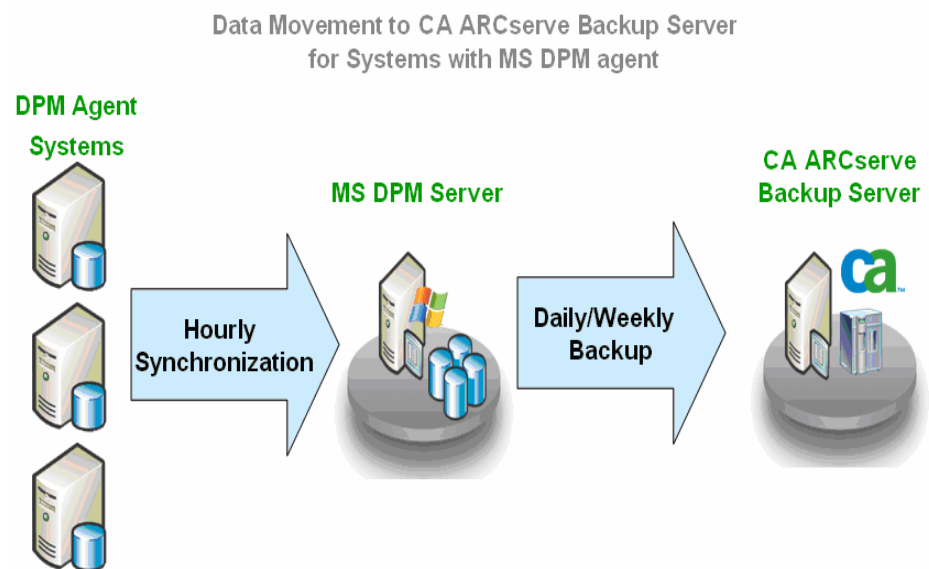 Data Movement to CA ARCserve Backup Server
for Systems with MS DPM agent
DPM Agent
Systems
MS DPM Server
CA ARCserve
Backup Server
Hourly
Synchronization
Daily/Weekly
Backup
ca™